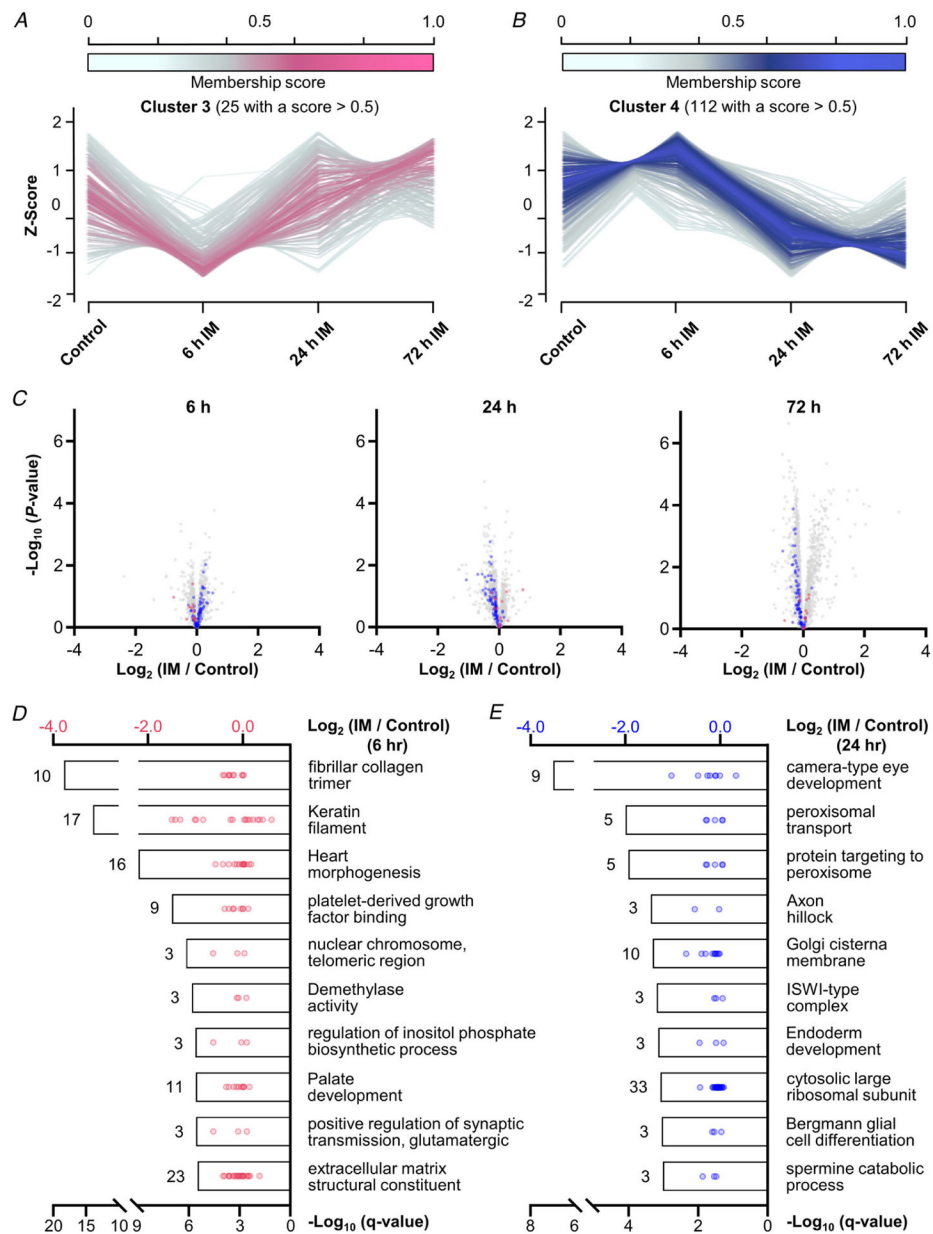 A
0 0.5 1.0
Membership score
Cluster 3 (25 with a score > 0.5)
Z-Score
2
1
0
-1
-2
Control 6 h IM 24 h IM 72 h IM
B
0 0.5 1.0
Membership score
Cluster 4 (112 with a score > 0.5)
2
1
0
-1
-2
Control 6 h IM 24 h IM 72 h IM
C
-Log10 (P-value)
6 h
6
4
2
0
-4 -2 0 2 4
Log2 (IM / Control)
24 h
6
4
2
0
-4 -2 0 2 4
Log2 (IM / Control)
72 h
6
4
2
0
-4 -2 0 2 4
Log2 (IM / Control)
D
-4.0 -2.0 0.0
Log2 (IM / Control)
(6 hr)
10 fibrillar collagen
trimer
17 Keratin
filament
16 Heart
morphogenesis
9 platelet-derived growth
factor binding
3 nuclear chromosome,
telomeric region
3 Demethylase
activity
3 regulation of inositol phosphate
biosynthetic process
11 Palate
development
3 positive regulation of synaptic
transmission, glutamatergic
23 extracellular matrix
structural constituent
20 15 10 9 6 3 0
-Log10 (q-value)
E
-4.0 -2.0 0.0
Log2 (IM / Control)
(24 hr)
9 camera-type eye
development
5 peroxisomal
transport
5 protein targeting to
peroxisome
3 Axon
hillock
10 Golgi cisterna
membrane
3 ISWI-type
complex
3 Endoderm
development
33 cytosolic large
ribosomal subunit
3 Bergmann glial
cell differentiation
3 spermine catabolic
process
8 6 4 2 0
-Log10 (q-value)